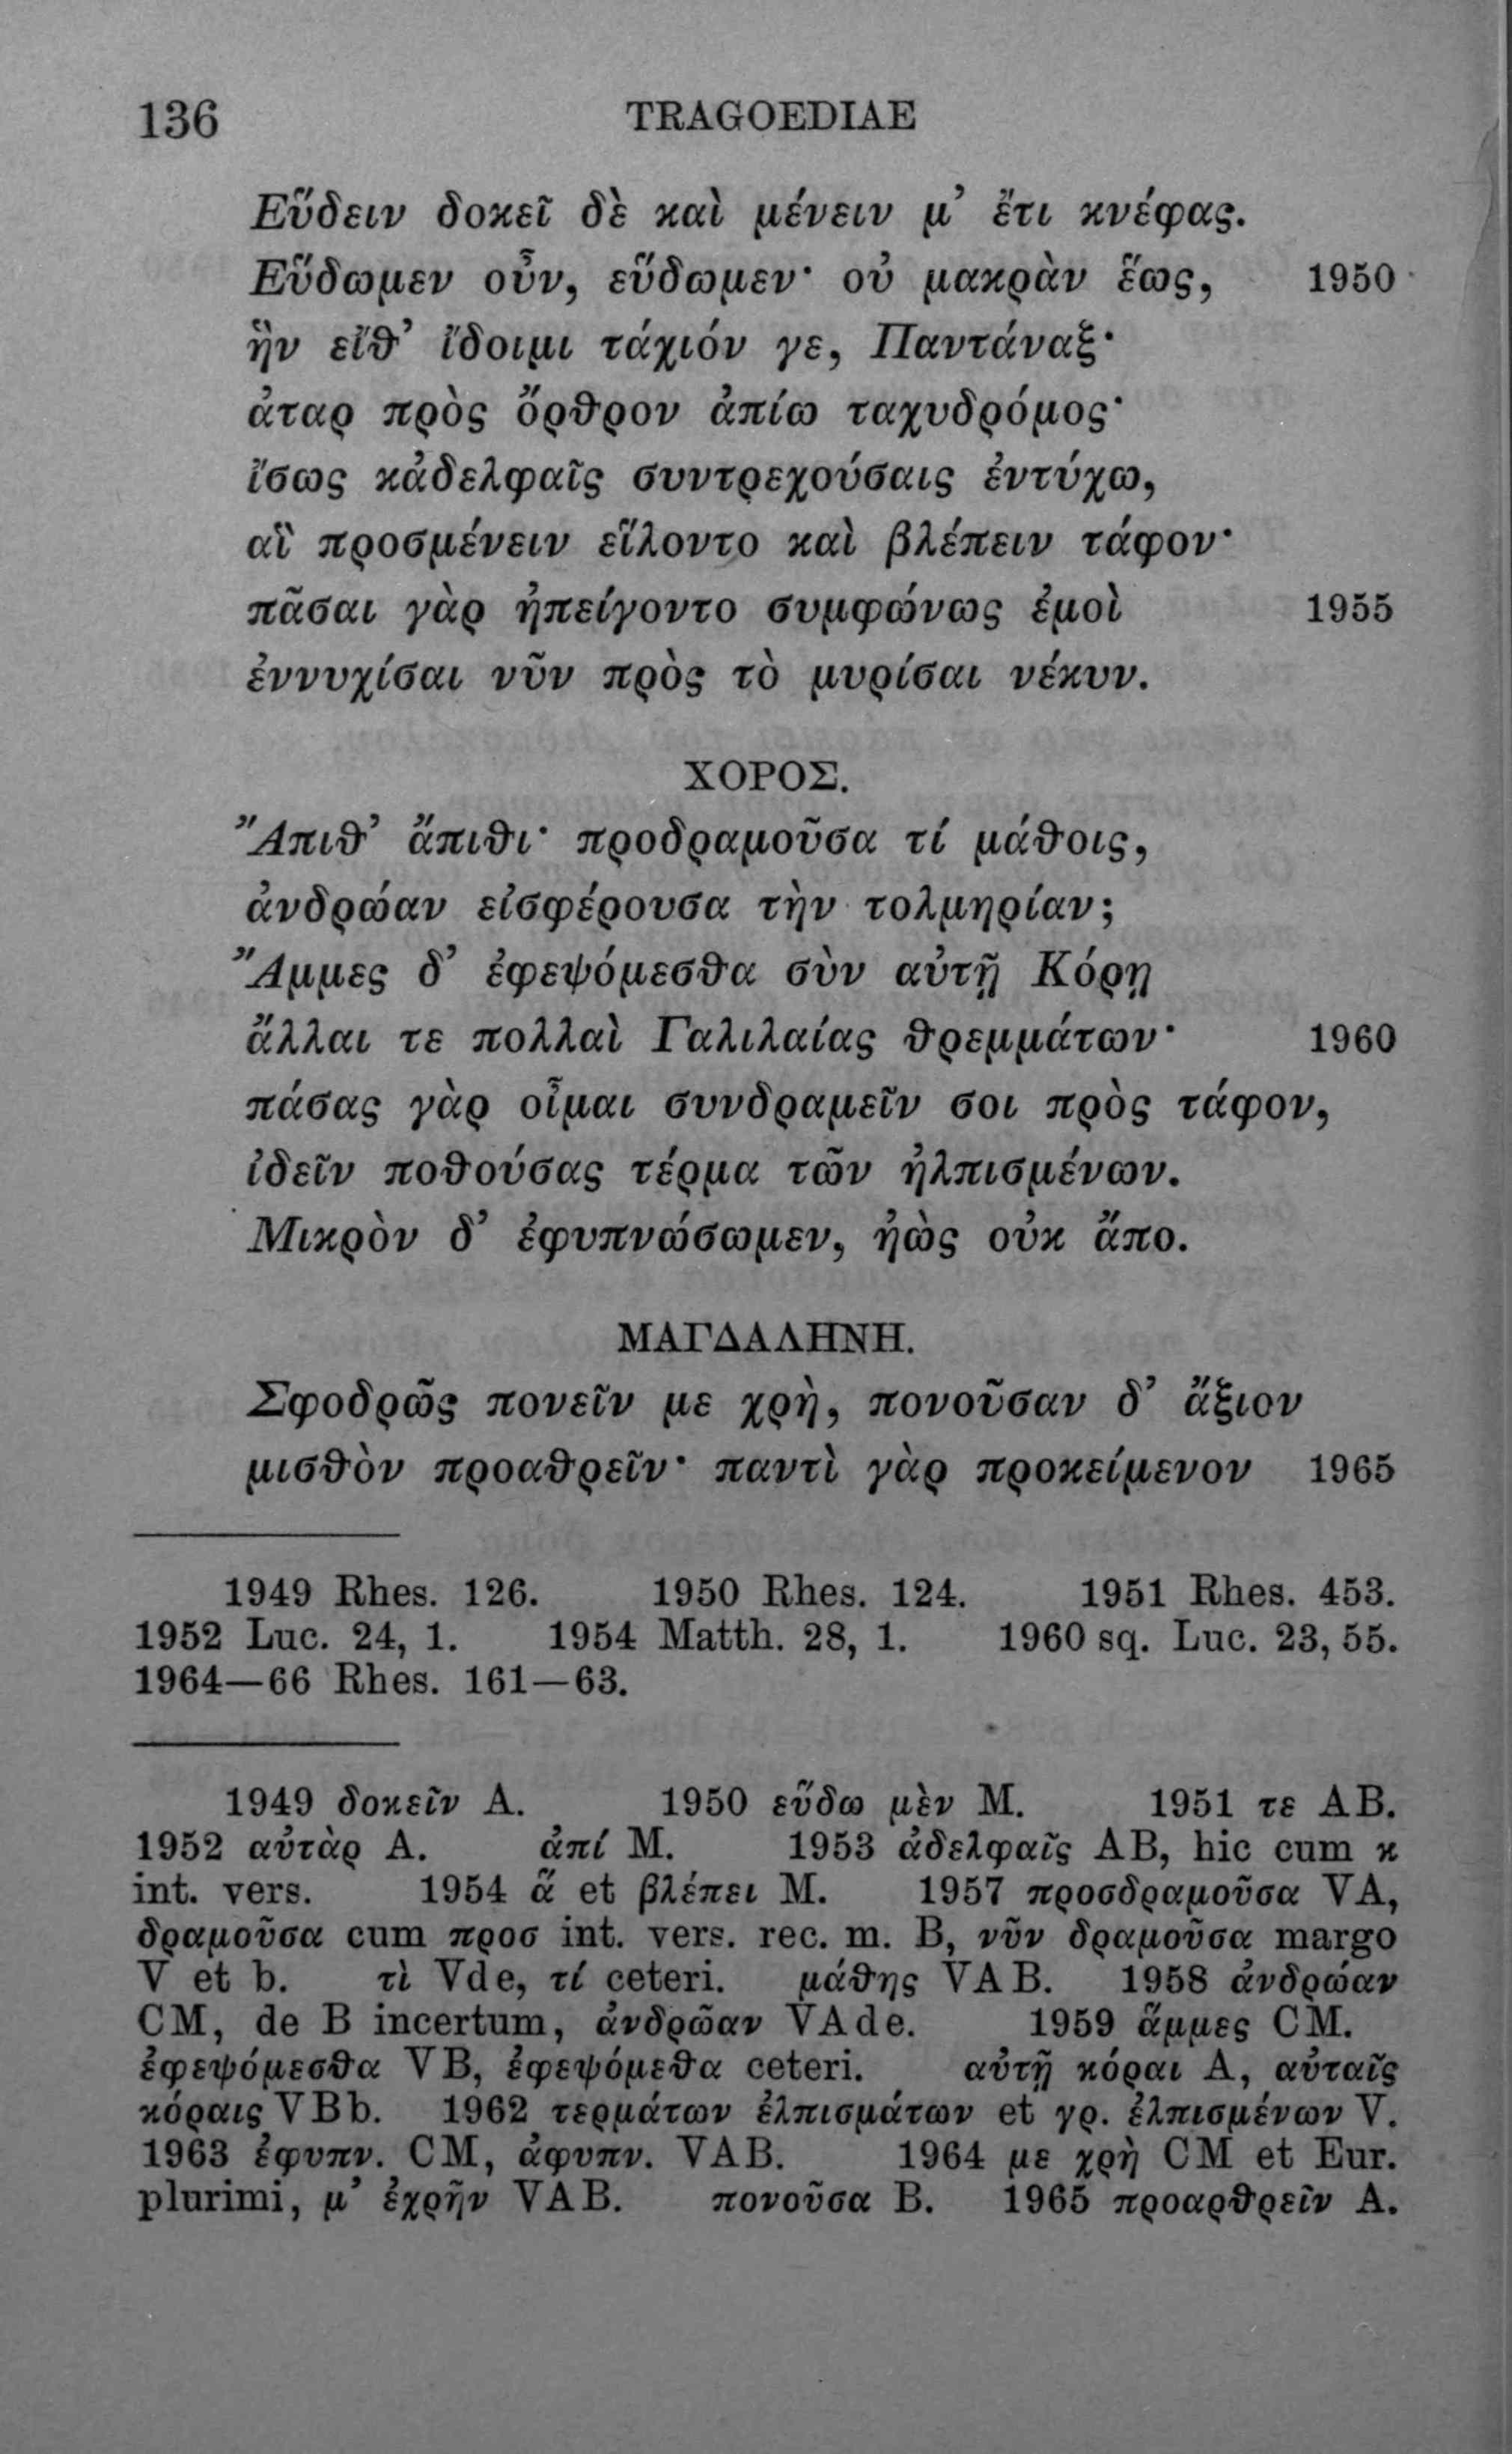 136 TRAGOEDIAE
Εὕδειν δοκεῖ δὲ καὶ μένειν μ’ ἔτι κνέφας.
Εὕδωμεν οὖν, εὕδωμεν· οὐ μακρὰν ἕως, 1950
ἣν εἴθ’ ἴδοιμι τάχιόν γε, Παντάναξ·
ἀταρ πρὸς ὄρθρον ἀπίω ταχυδρόμος·
ἴσως κἀδελφαῖς συντρεχούσαις ἐντύχω,
αἳ προσμένειν εἵλοντο καὶ βλέπειν τάφον·
πᾶσαι γὰρ ἠπείγοντο συμφώνως ἐμοὶ 1955
ἐννυχίσαι νῦν πρὸς τὸ μυρίσαι νέκυν.
ΧΟΡΟΣ.
Ἄπιθ’ ἄπιθι· προδραμοῦσα τί μάθοις,
ἀνδρῴαν εἰσφέρουσα τὴν τολμηρίαν;
Ἄμμες δ’ ἐφεψόμεσθα σὺν αὐτῇ Κόρῃ
ἄλλαι τε πολλαὶ Γαλιλαίας θρεμμάτων· 1960
πάσας γὰρ οἶμαι συνδραμεῖν σοι πρὸς τάφον,
ἰδεῖν ποθούσας τέρμα τῶν ἠλπισμένων.
Μικρὸν δ’ ἐφυπνώσωμεν, ἠὼς οὐκ ἄπο.
ΜΑΓΔΑΛΗΝΗ.
Σφοδρῶς πονεῖν με χρὴ, πονοῦσαν δ’ ἄξιον
μισθὸν προαθρεῖν· παντὶ γὰρ προκείμενον 1965
1949 Rhes. 126. 1950 Rhes. 124. 1951 Rhes. 453.
1952 Luc. 24, 1. 1954 Matth. 28, 1. 1960 sq. Luc. 23, 55.
1964—66 Rhes. 161—63.
1949 δοκεῖν A. 1950 εὕδω μὲν M. 1951 τε AB.
1952 αὐτὰρ A. ἀπί M. 1953 ἀδελφαῖς AB, hic cum κ
int. vers. 1954 ἅ et βλέπει M. 1957 προσδραμοῦσα VA,
δραμοῦσα cum προσ int. vers. rec. m. B, νῦν δραμοῦσα margo
V et b. τὶ Vde, τί ceteri. μάθης VAB. 1958 ἀνδρῴαν
CM, de B incertum, ἀνδρῶαν VAde. 1959 ἅμμες CM.
ἐφεψόμεσθα VB, ἐφεψόμεθα ceteri. αὐτῇ κόραι A, αὐταῖς
κόραις VBb. 1962 τερμάτων ἐλπισμάτων et γρ. ἐλπισμένων V.
1963 ἐφυπν. CM, ἀφυπν. VAB. 1964 με χρὴ CM et Eur.
plurimi, μ’ ἐχρῆν VAB. πονοῦσα B. 1965 προαρθρεῖν A.